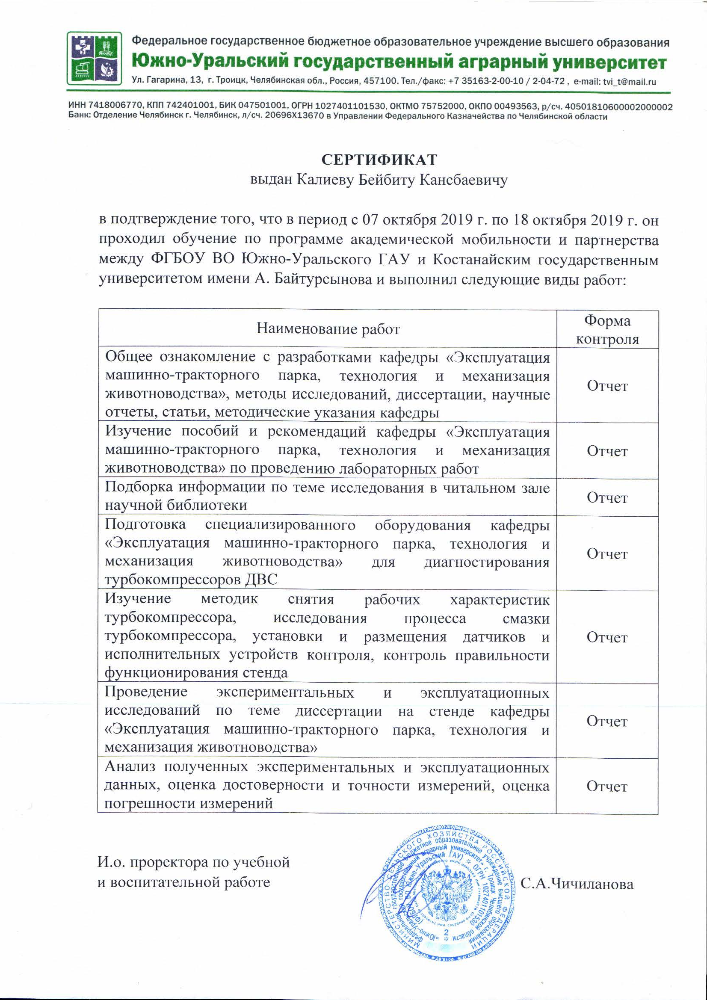 Федеральное государственное бюджетное образовательное учреждение высшего образования
Южно-Уральский государственный аграрный университет
Ул. Гагарина, 13, г. Троицк, Челябинская обл., Россия, 457100. Тел./факс: +7 35163-2-00-10 / 2-04-72 , e-mail: tvi_t@mail.ru
ИНН 7418006770, КПП 742401001, БИК 047501001, ОГРН 1027401101530, ОКТМО 75752000, ОКПО 00493563, р/сч. 40501810600002000002
Банк: Отделение Челябинск г. Челябинск, л/сч. 20696Х13670 в Управлении Федерального Казначейства по Челябинской области
СЕРТИФИКАТ
выдан Калиеву Бейбиту Кансбаевичу
в подтверждение того, что в период с 07 октября 2019 г. по 18 октября 2019 г. он
проходил обучение по программе академической мобильности и партнерства
между ФГБОУ ВО Южно-Уральского ГАУ и Костанайским государственным
университетом имени А. Байтурсынова и выполнил следующие виды работ:
Наименование работ
Форма
контроля
Общее ознакомление с разработками кафедры «Эксплуатация
машинно-тракторного парка, технология и механизация
животноводства», методы исследований, диссертации, научные
отчеты, статьи, методические указания кафедры
Отчет
Изучение пособий и рекомендаций кафедры «Эксплуатация
машинно-тракторного парка, технология и механизация
животноводства» по проведению лабораторных работ
Отчет
Подборка информации по теме исследования в читальном зале
научной библиотеки
Отчет
Подготовка специализированного оборудования кафедры
«Эксплуатация машинно-тракторного парка, технология и
механизация животноводства» для диагностирования
турбокомпрессоров ДВС
Отчет
Изучение методик снятия рабочих характеристик
турбокомпрессора, исследования процесса смазки
турбокомпрессора, установки и размещения датчиков и
исполнительных устройств контроля, контроль правильности
функционирования стенда
Отчет
Проведение экспериментальных и эксплуатационных
исследований по теме диссертации на стенде кафедры
«Эксплуатация машинно-тракторного парка, технология и
механизация животноводства»
Отчет
Анализ полученных экспериментальных и эксплуатационных
данных, оценка достоверности и точности измерений, оценка
погрешности измерений
Отчет
И.о. проректора по учебной
и воспитательной работе
С.А.Чичиланова
МИНИСТЕРСТВО СЕЛЬСКОГО ХОЗЯЙСТВА РОССИЙСКОЙ ФЕДЕРАЦИИ
федеральное государственное бюджетное образовательное учреждение высшего образования
«Южно-Уральский государственный аграрный университет» г. Троицк Челябинской области
(ФГБОУ ВО Южно-Уральский ГАУ) * ОГРН 1027401101530
2